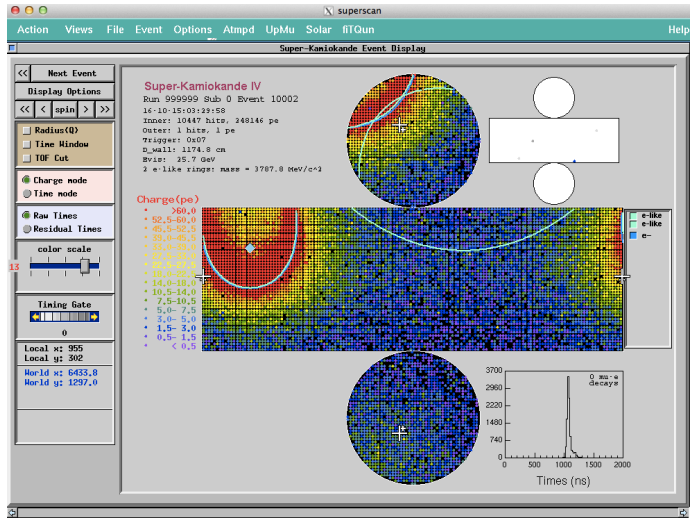 superscan
Action Views File Event Options Atmpd UpMu Solar fiTQun Help
Super-Kamiokande Event Display
<< Next Event
Display Options
<< < spin > >>
Radius(Q)
Time Window
TOF Cut
Charge mode
Time mode
Raw Times
Residual Times
color scale
13
Timing Gate
0
Local x: 955
Local y: 302
World x: 6433.8
World y: 1297.0
Super-Kamiokande IV
Run 999999 Sub 0 Event 10002
16-10-15:03:29:58
Inner: 10447 hits, 248146 pe
Outer: 1 hits, 1 pe
Trigger: 0x07
D_wall: 1174.8 cm
Evis: 25.7 GeV
2 e-like rings: mass = 3787.8 MeV/c^2
Charge(pe)
>60.0
52.5-60.0
14.0-18.0
10.5-14.0
7.5-10.5
5.0- 7.5
3.0- 5.0
1.5- 3.0
0.5- 1.5
< 0.5
e-like
e-like
e-
0 mu-e
decays
3700
2960
2220
1480
740
0
0 500 1000 1500 2000
Times (ns)